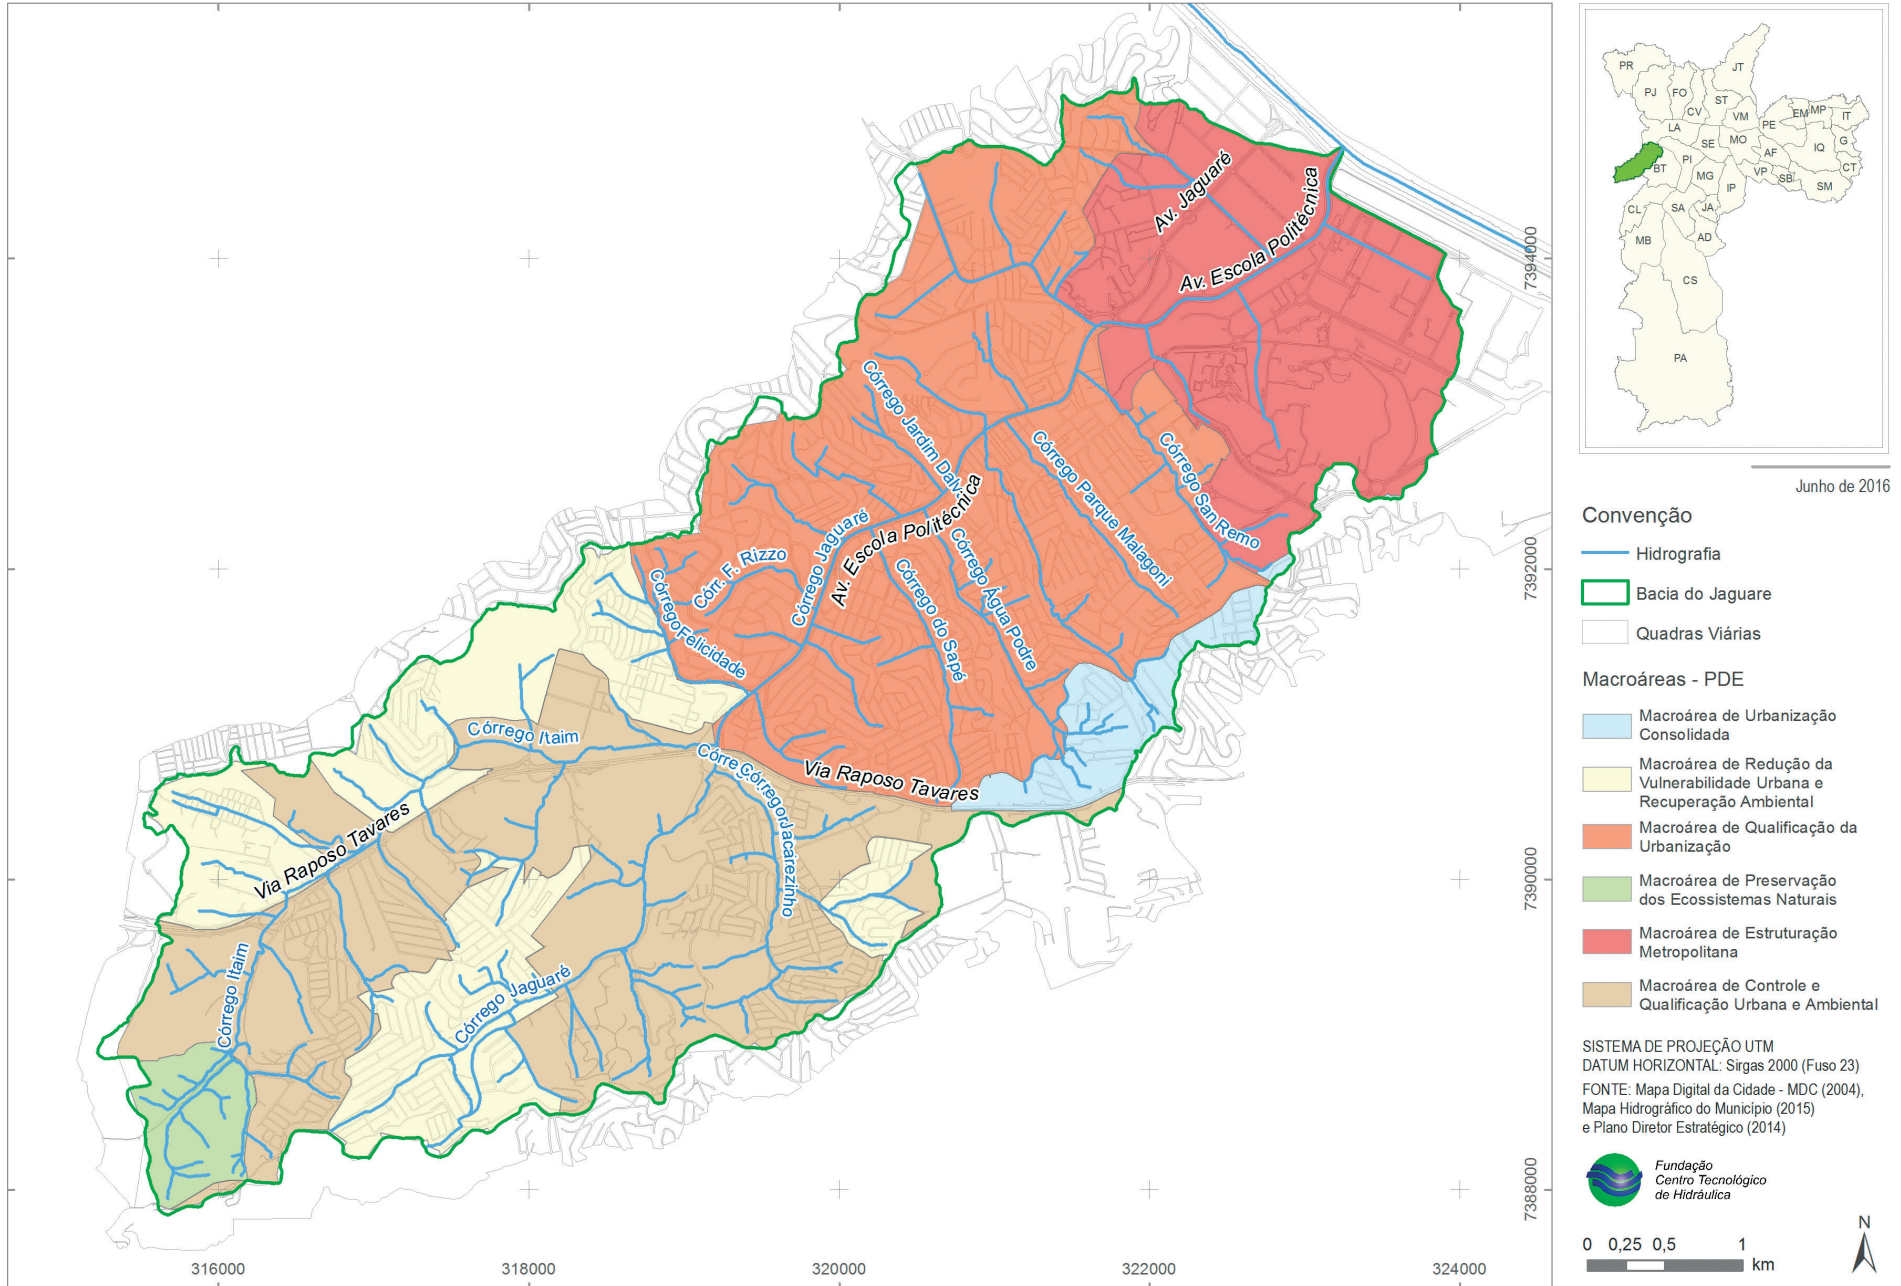 Av. Jaguaré
Av. Escola Politécnica
Córrego Jardim Dalv
Av. Escola Politécnica
Córrego Parque Malagoni
Córrego San Remo
Córrego Jaguaré
Córr. F. Rizzo
Córrego Felicidade
Córrego do Sapé
Córrego Água Podre
Córrego Itaim
Córrego Jacarezinho
Via Raposo Tavares
Via Raposo Tavares
Córrego Itaim
Córrego Jaguaré
7394000
7392000
7390000
7388000
316000
318000
320000
322000
324000
PR
JT
PJ
FO
ST
CV
VM
EM
MP
IT
LA
PE
SE
MO
IQ
G
AF
BT
PI
VP
CT
MG
SB
SM
IP
CL
SA
JA
MB
AD
CS
PA
Junho de 2016
Convenção
Hidrografia
Bacia do Jaguare
Quadras Viárias
Macroáreas - PDE
Macroárea de Urbanização
Consolidada
Macroárea de Redução da
Vulnerabilidade Urbana e
Recuperação Ambiental
Macroárea de Qualificação da
Urbanização
Macroárea de Preservação
dos Ecossistemas Naturais
Macroárea de Estruturação
Metropolitana
Macroárea de Controle e
Qualificação Urbana e Ambiental
SISTEMA DE PROJEÇÃO UTM
DATUM HORIZONTAL: Sirgas 2000 (Fuso 23)
FONTE: Mapa Digital da Cidade - MDC (2004),
Mapa Hidrográfico do Município (2015)
e Plano Diretor Estratégico (2014)
Fundação
Centro Tecnológico
de Hidráulica
N
0 0,25 0,5 1
km